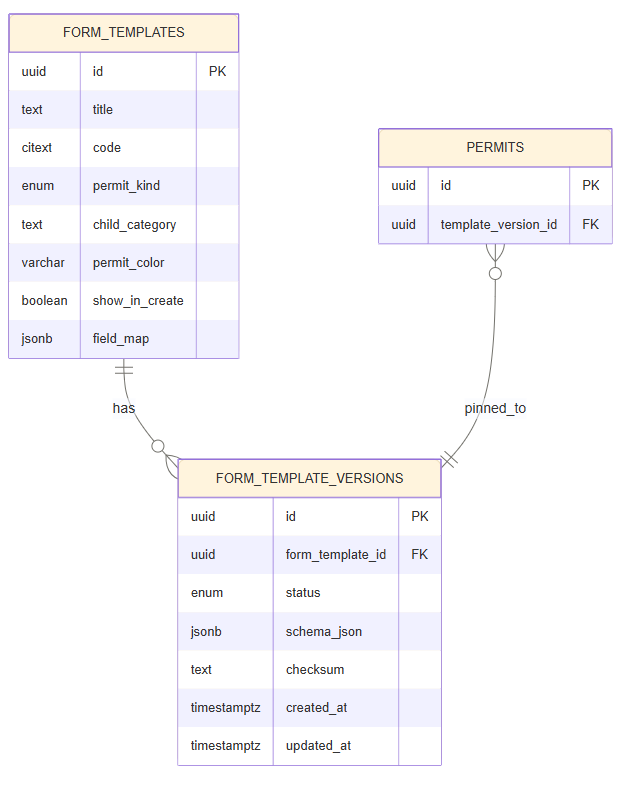 FORM_TEMPLATES
uuid id PK
text title
citext code
enum permit_kind
text child_category
varchar permit_color
boolean show_in_create
jsonb field_map
PERMITS
uuid id PK
uuid template_version_id FK
has
pinned_to
FORM_TEMPLATE_VERSIONS
uuid id PK
uuid form_template_id FK
enum status
jsonb schema_json
text checksum
timestamptz created_at
timestamptz updated_at